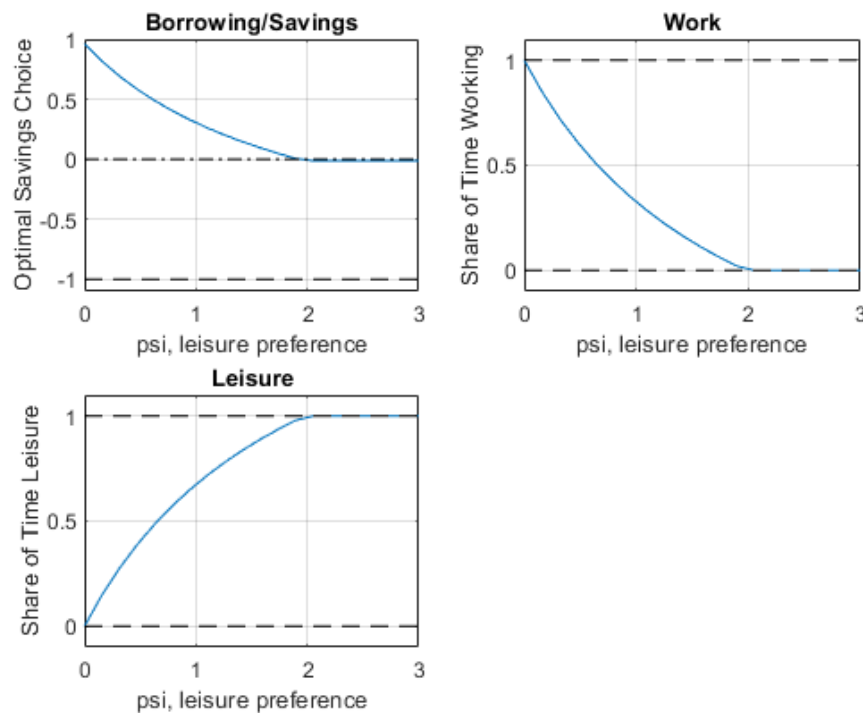 Borrowing/Savings
Optimal Savings Choice
1
0.5
0
-0.5
-1
0 1 2 3
psi, leisure preference
Work
Share of Time Working
1
0.5
0
0 1 2 3
psi, leisure preference
Leisure
Share of Time Leisure
1
0.5
0
0 1 2 3
psi, leisure preference